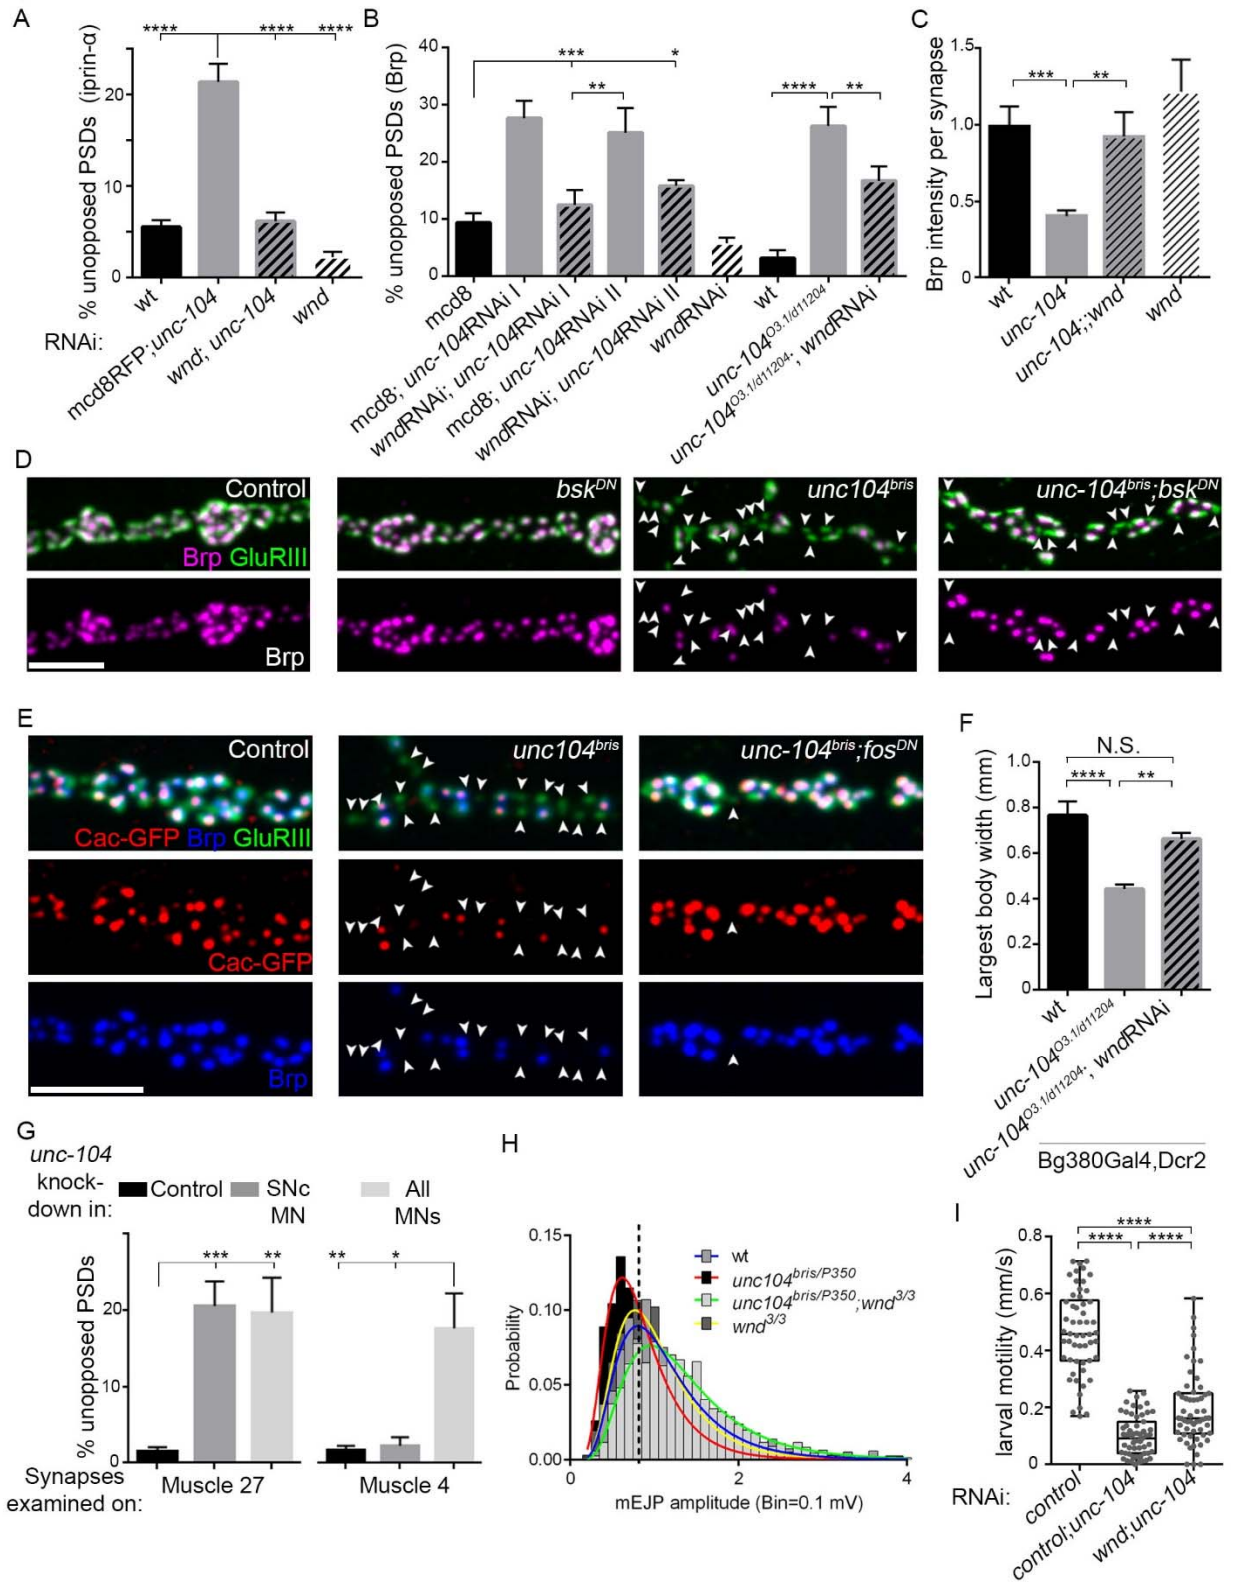 A
% unopposed PSDs (iprin-α)
**** **** ****
20
10
0
RNAi:
wt
mcd8RFP;unc-104
wnd; unc-104
wnd
B
% unopposed PSDs (Brp)
40
30
20
10
0
*** *
**
**** **
mcd8
mcd8; unc-104RNAi I
wndRNAi; unc-104RNAi I
mcd8; unc-104RNAi II
wndRNAi; unc-104RNAi II
wndRNAi
wt
unc-104O3.1/d11204
unc-104O3.1/d11204; wndRNAi
C
Brp intensity per synapse
1.5
1.0
0.5
0
*** **
wt
unc-104
unc-104;;wnd
wnd
D
Control
Brp GluRIII
Brp
bskDN
unc104bris
unc-104bris;bskDN
E
Control
Cac-GFP Brp GluRIII
Cac-GFP
Brp
unc104bris
unc-104bris;fosDN
F
Largest body width (mm)
1.0
0.8
0.6
0.4
0.2
0
N.S.
**** **
wt
unc-104O3.1/d11204
unc-104O3.1/d11204; wndRNAi
Bg380Gal4,Dcr2
G
unc-104
knock-
down in:
Control
SNc
MN
All
MNs
% unopposed PSDs
20
10
0
*** **
** *
Synapses
examined on:
Muscle 27
Muscle 4
H
Probability
0.15
0.10
0.05
0.00
0 2 4
mEJP amplitude (Bin=0.1 mV)
wt
unc104bris/P350
unc104bris/P350;wnd3/3
wnd3/3
I
larval motility (mm/s)
0.8
0.6
0.4
0.2
0
****
**** ****
RNAi:
control
control;unc-104
wnd;unc-104